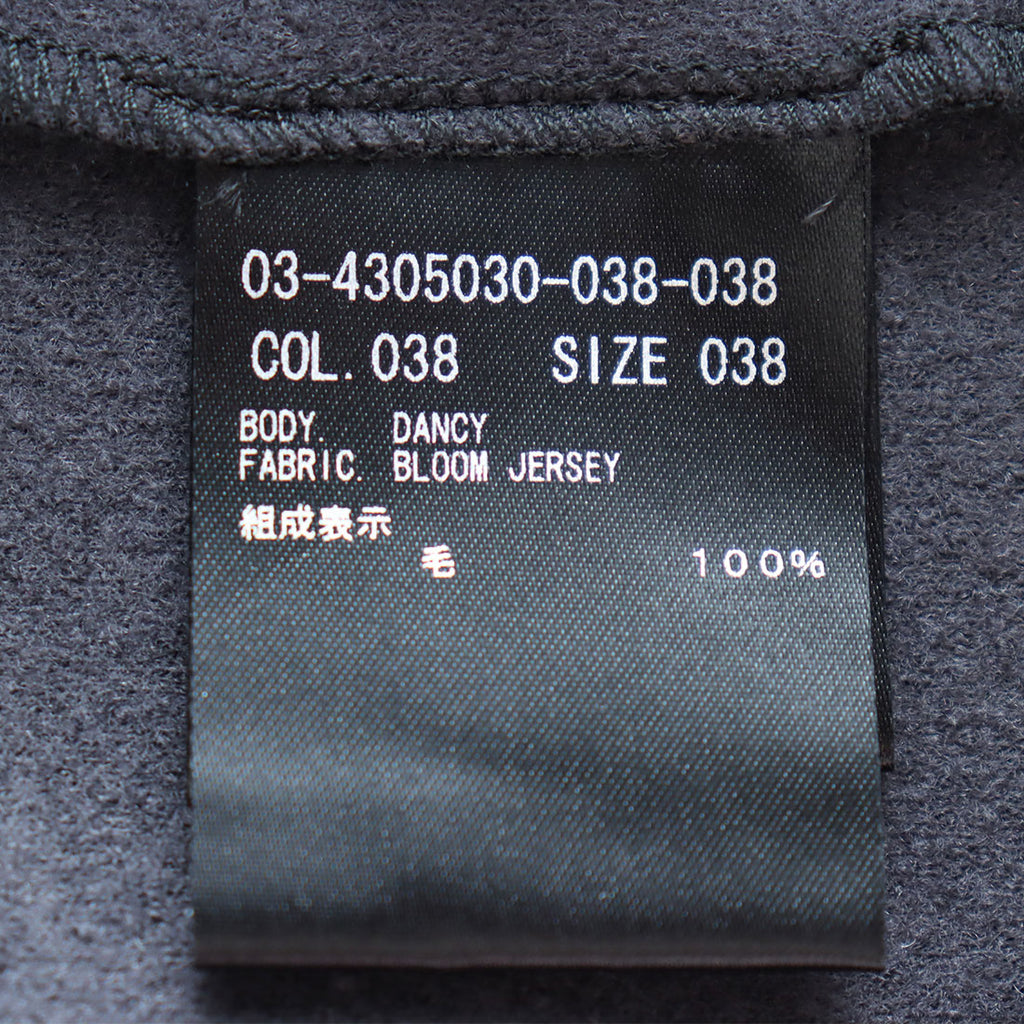 03-4305030-038-038
COL. 038 SIZE 038
BODY. DANCY
FABRIC. BLOOM JERSEY
組成表示
毛 100%